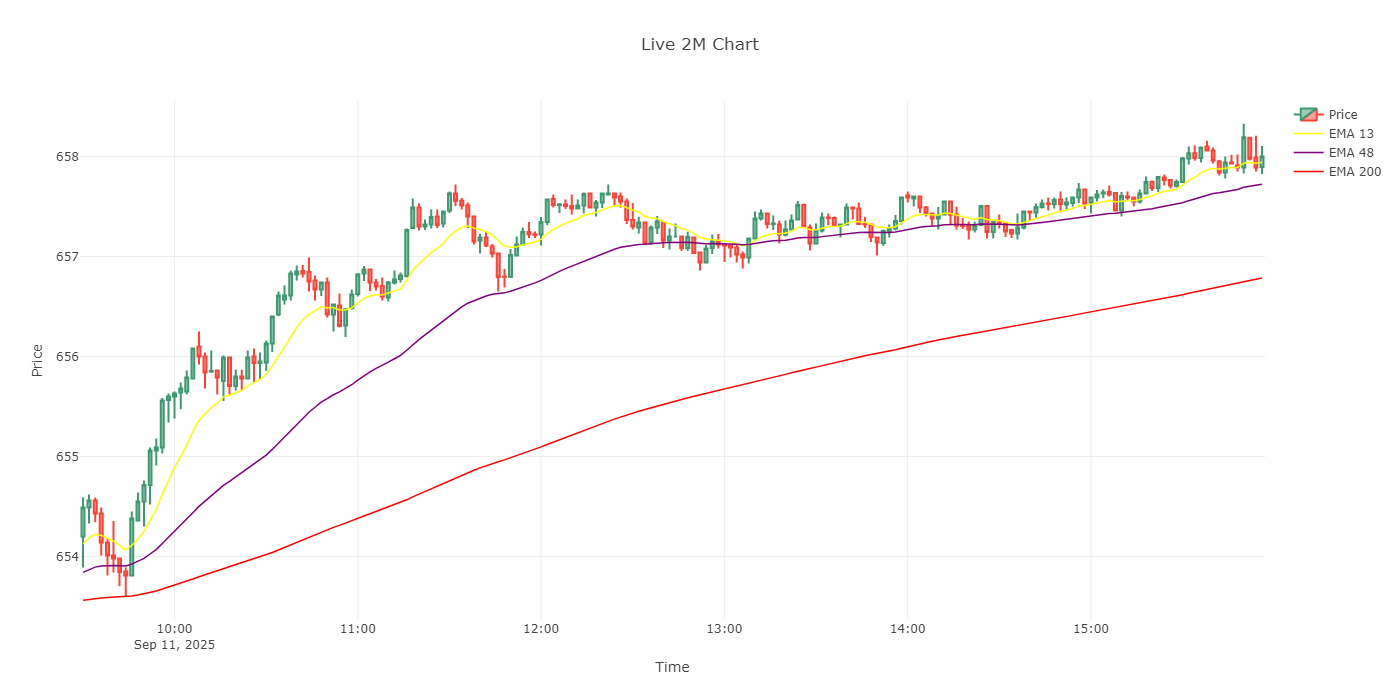 Live 2M Chart
Price
EMA 13
EMA 48
EMA 200
658
657
656
655
654
Price
10:00
11:00
12:00
13:00
14:00
15:00
Sep 11, 2025
Time